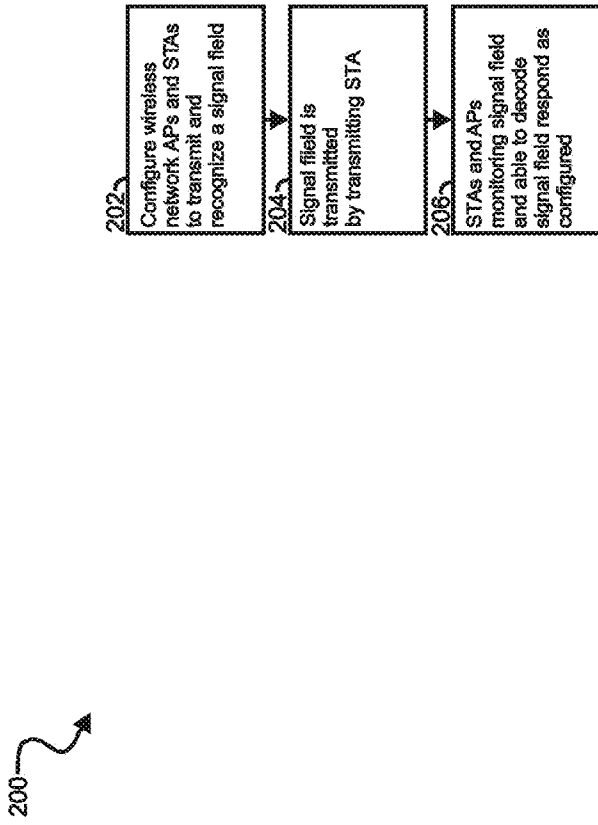 200
202
Configure wireless
network APs and STAs
to transmit and
recognize a signal field
204
Signal field is
transmitted
by transmitting STA
206
STAs and APs
monitoring signal field
and able to decode
signal field respond as
configured